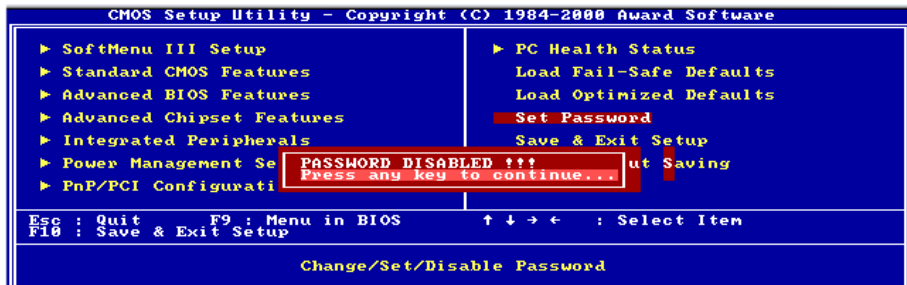 CMOS Setup Utility - Copyright (C) 1984-2000 Award Software
► SoftMenu III Setup
► Standard CMOS Features
► Advanced BIOS Features
► Advanced Chipset Features
► Integrated Peripherals
► Power Management Se
► PnP/PCI Configurati
► PC Health Status
Load Fail-Safe Defaults
Load Optimized Defaults
Set Password
Save & Exit Setup
ut Saving
PASSWORD DISABLED !!!
Press any key to continue...
Esc : Quit F9 : Menu in BIOS ↑ ↓ → ← : Select Item
F10 : Save & Exit Setup
Change/Set/Disable Password